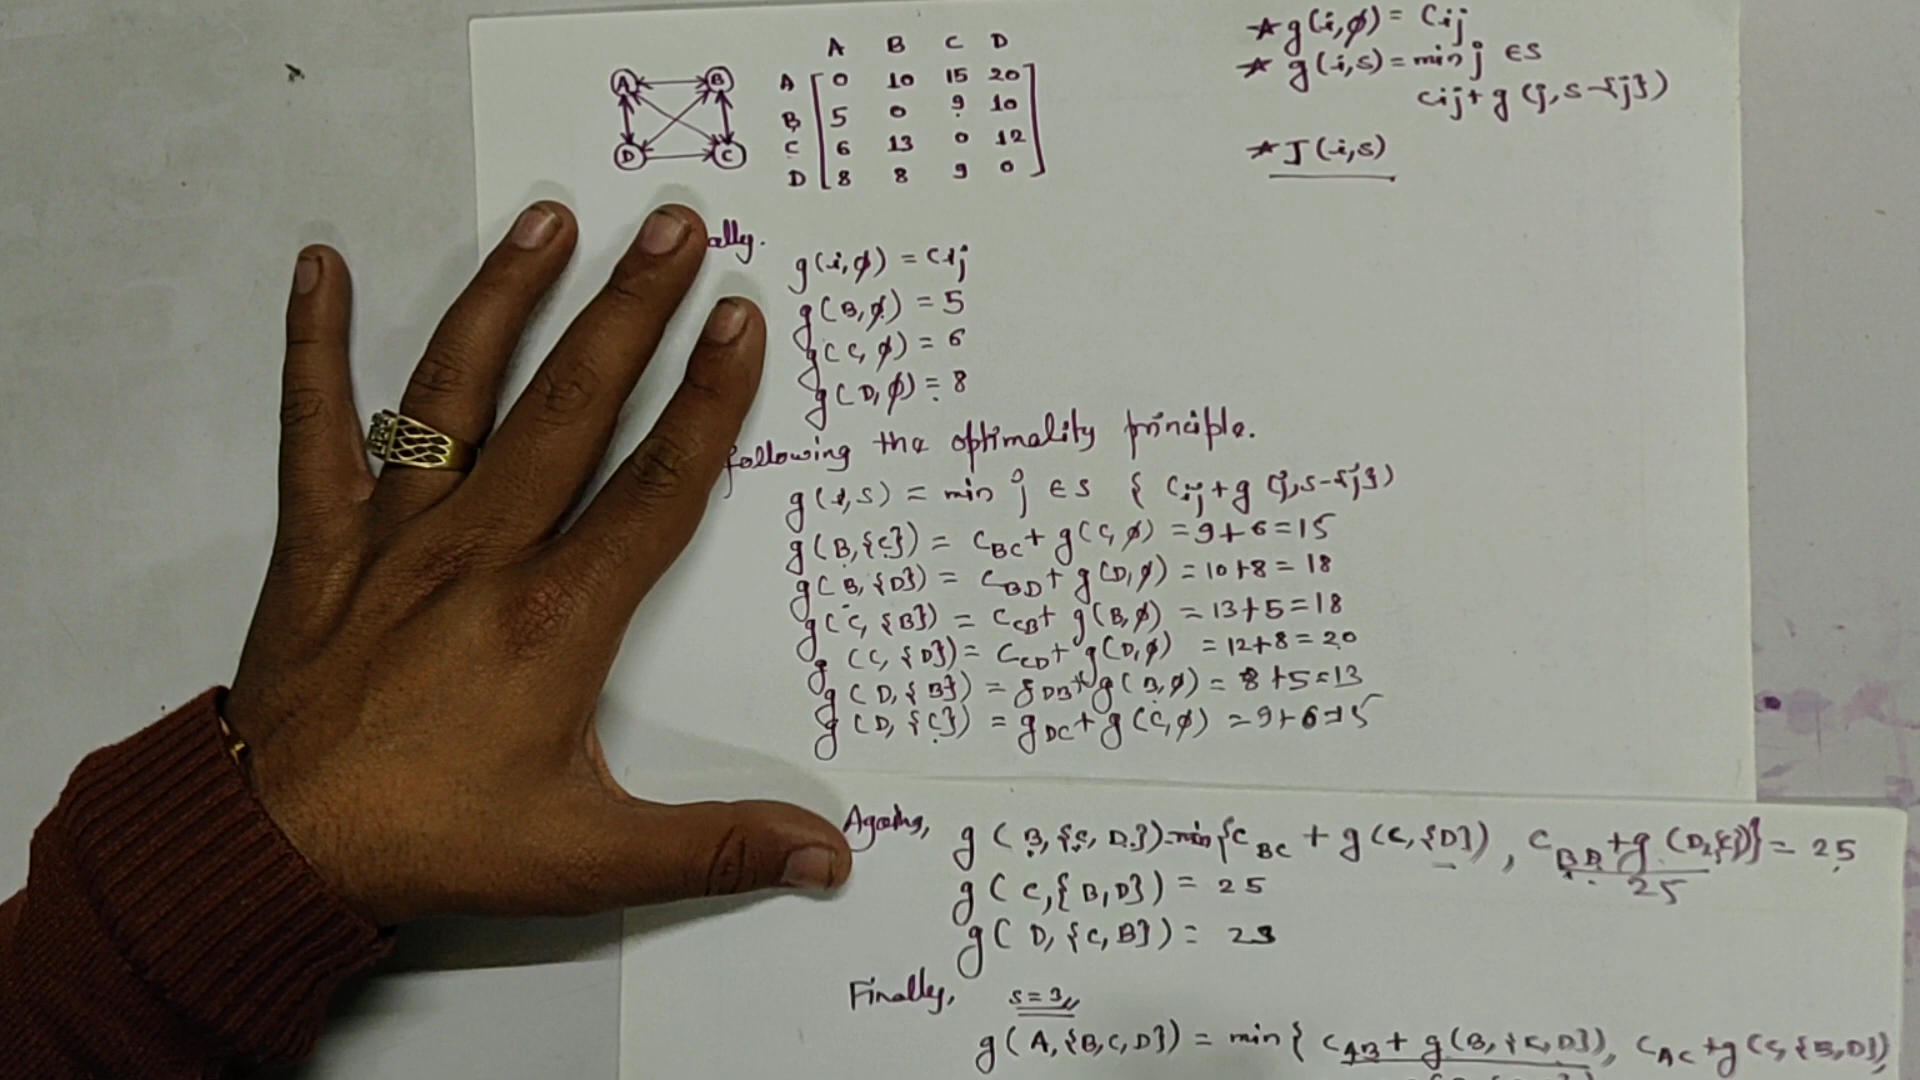 A B C D
A 0 10 15 20
B 5 0 9 10
C 6 13 0 12
D 8 8 9 0
A B
D C
* g(i,φ) = Cij
* g(i,s) = min j ∈S
cij + g(j,s-{j})
* J(i,s)
ally.
g(i,φ) = cij
g(B,φ) = 5
g(C,φ) = 6
g(D,φ) = 8
following the optimality principle.
g(i,s) = min j ∈S { Cij + g(j,s-{j})
g(B,{C}) = CBC + g(C,φ) = 9+6=15
g(B,{D}) = CBD + g(D,φ) = 10+8=18
g(C,{B}) = CCB + g(B,φ) = 13+5=18
g(C,{D}) = CCD + g(D,φ) = 12+8=20
g(D,{B}) = gDB + g(B,φ) = 8+5=13
g(D,{C}) = gDC + g(C,φ) = 9+6=15
g(B,{C,D}) = min{CBC + g(C,{D}), CBD + g(D,{C})} = 25
25
g(C,{B,D}) = 25
g(D,{C,B}) = 23
Finally, s=3
g(A,{B,C,D}) = min{ CAB + g(B,{C,D}), CAC + g(C,{B,D})